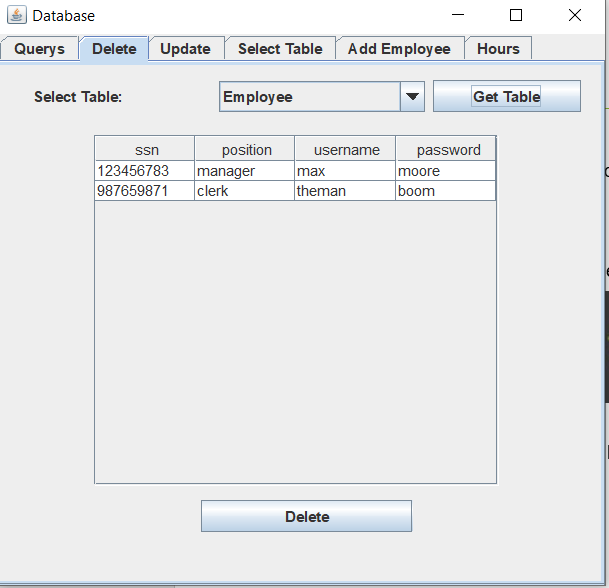 Database
Querys Delete Update Select Table Add Employee Hours
Select Table: Employee Get Table
ssn position username password
123456783 manager max moore
987659871 clerk theman boom
Delete